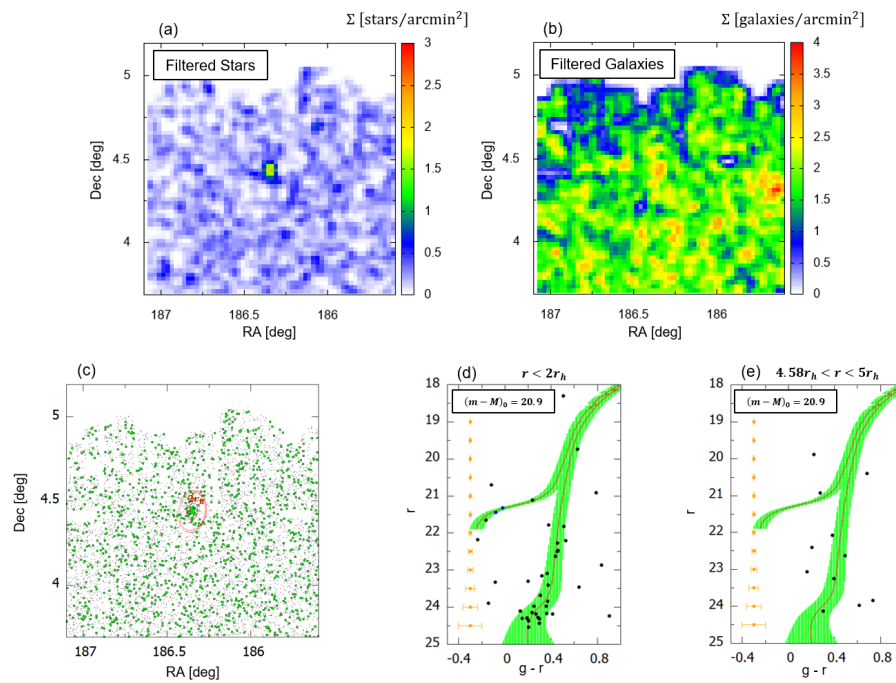 Σ [stars/arcmin²]
Σ [galaxies/arcmin²]
(a)
(b)
Filtered Stars
Filtered Galaxies
5
4.5
4
Dec [deg]
187
186.5
186
RA [deg]
3
2.5
2
1.5
1
0.5
0
5
4.5
4
Dec [deg]
187
186.5
186
RA [deg]
4
3.5
3
2.5
2
1.5
1
0.5
0
(c)
5
4.5
4
Dec [deg]
187
186.5
186
RA [deg]
(d)
r < 2r_h
(m − M)₀ = 20.9
18
19
20
21
22
23
24
25
r
-0.4
0
0.4
0.8
g - r
(e)
4.58r_h < r < 5r_h
(m − M)₀ = 20.9
18
19
20
21
22
23
24
25
r
-0.4
0
0.4
0.8
g - r